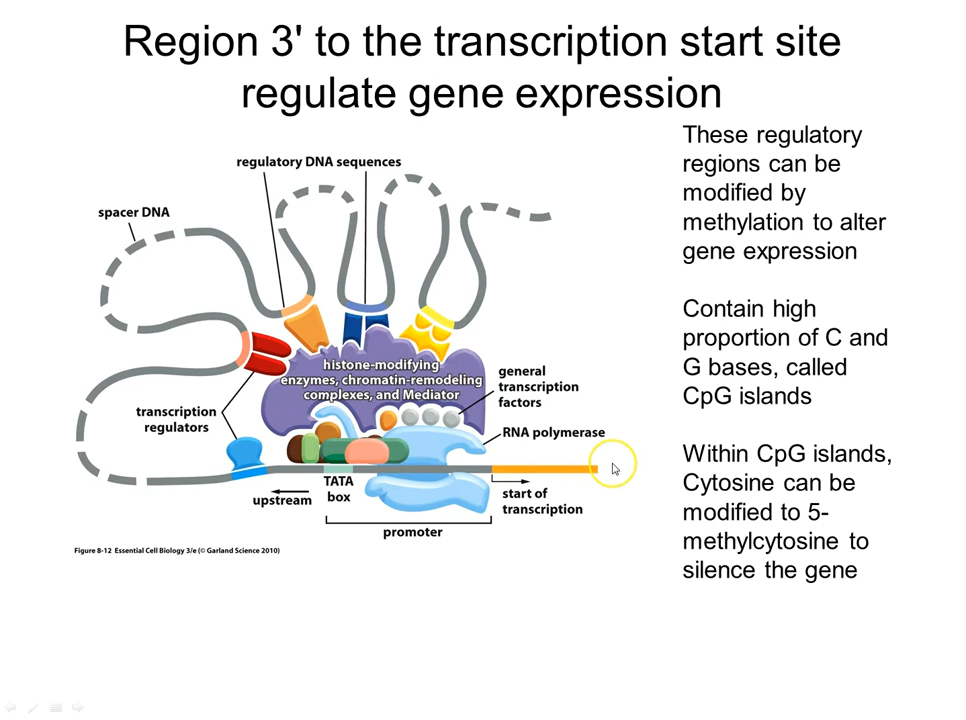 Region 3' to the transcription start site
regulate gene expression
These regulatory
regions can be
modified by
methylation to alter
gene expression
Contain high
proportion of C and
G bases, called
CpG islands
Within CpG islands,
Cytosine can be
modified to 5-
methylcytosine to
silence the gene
regulatory DNA sequences
spacer DNA
histone-modifying
enzymes, chromatin-remodeling
complexes, and Mediator
general
transcription
factors
transcription
regulators
RNA polymerase
TATA
box
upstream
start of
transcription
promoter
Figure 8-12 Essential Cell Biology 3/e (© Garland Science 2010)